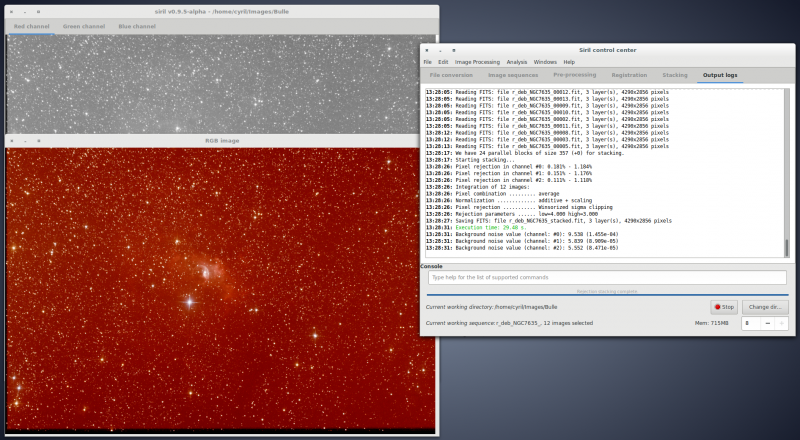 siril v0.9.5-alpha - /home/cyril/Images/Bulle
Red channel Green channel Blue channel
RGB image
Siril control center
File Edit Image Processing Analysis Windows Help
File conversion Image sequences Pre-processing Registration Stacking Output logs
13:28:05: Reading FITS: file r_deb_NGC7635_00012.fit, 3 layer(s), 4290x2856 pixels
13:28:05: Reading FITS: file r_deb_NGC7635_00013.fit, 3 layer(s), 4290x2856 pixels
13:28:05: Reading FITS: file r_deb_NGC7635_00009.fit, 3 layer(s), 4290x2856 pixels
13:28:05: Reading FITS: file r_deb_NGC7635_00010.fit, 3 layer(s), 4290x2856 pixels
13:28:05: Reading FITS: file r_deb_NGC7635_00002.fit, 3 layer(s), 4290x2856 pixels
13:28:05: Reading FITS: file r_deb_NGC7635_00011.fit, 3 layer(s), 4290x2856 pixels
13:28:12: Reading FITS: file r_deb_NGC7635_00008.fit, 3 layer(s), 4290x2856 pixels
13:28:12: Reading FITS: file r_deb_NGC7635_00003.fit, 3 layer(s), 4290x2856 pixels
13:28:13: Reading FITS: file r_deb_NGC7635_00005.fit, 3 layer(s), 4290x2856 pixels
13:28:17: We have 24 parallel blocks of size 357 (+0) for stacking.
13:28:17: Starting stacking...
13:28:26: Pixel rejection in channel #0: 0.181% - 1.184%
13:28:26: Pixel rejection in channel #1: 0.151% - 1.176%
13:28:26: Pixel rejection in channel #2: 0.111% - 1.118%
13:28:26: Integration of 12 images:
13:28:26: Pixel combination ......... average
13:28:26: Normalization ............. additive + scaling
13:28:26: Pixel rejection ........... Winsorized sigma clipping
13:28:26: Rejection parameters ...... low=4.000 high=3.000
13:28:27: Saving FITS: file r_deb_NGC7635_stacked.fit, 3 layer(s), 4290x2856 pixels
13:28:31: Execution time: 29.48 s.
13:28:31: Background noise value (channel: #0): 9.538 (1.455e-04)
13:28:31: Background noise value (channel: #1): 5.839 (8.909e-05)
13:28:31: Background noise value (channel: #2): 5.552 (8.471e-05)
Console
Type help for the list of supported commands
Rejection stacking complete
Current working directory:/home/cyril/Images/Bulle Stop Change dir...
Current working sequence:r_deb_NGC7635_, 12 images selected Mem: 715MB 8